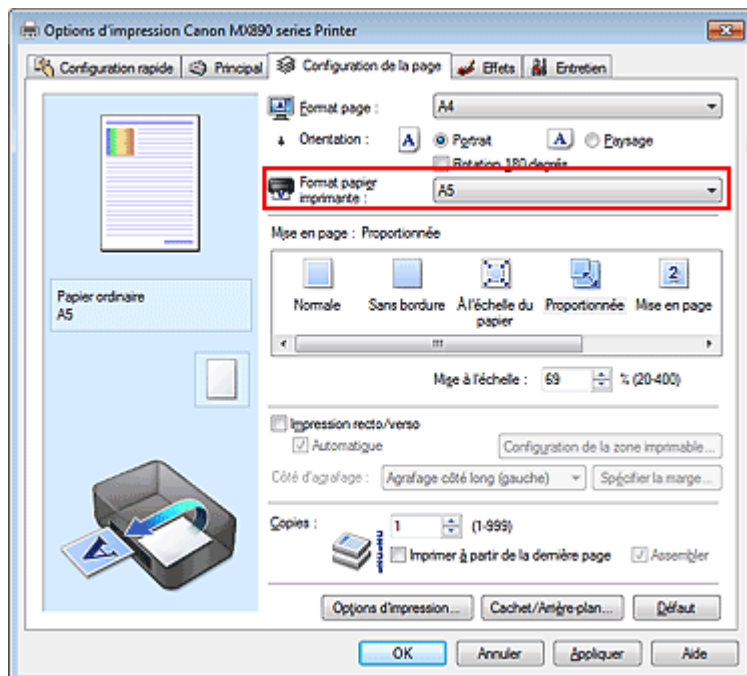 Options d'impression Canon MX890 series Printer
Configuration rapide Principal Configuration de la page Effets Entretien
Format page : A4
Orientation : A Portrait A Paysage
Rotation 180 degrés
Format papier
imprimante : A5
Mise en page : Proportionnée
Normale Sans bordure À l'échelle du Proportionnée Mise en page
papier
Mise à l'échelle : 69 % (20-400)
Papier ordinaire
A5
Impression recto/verso
Automatique Configuration de la zone imprimable...
Côté d'agrafage : Agrafage côté long (gauche) Spécifier la marge...
Copies : 1 (1-999)
Imprimer à partir de la dernière page Assembler
Options d'impression... Cachet/Arrière-plan... Défaut
OK Annuler Appliquer Aide